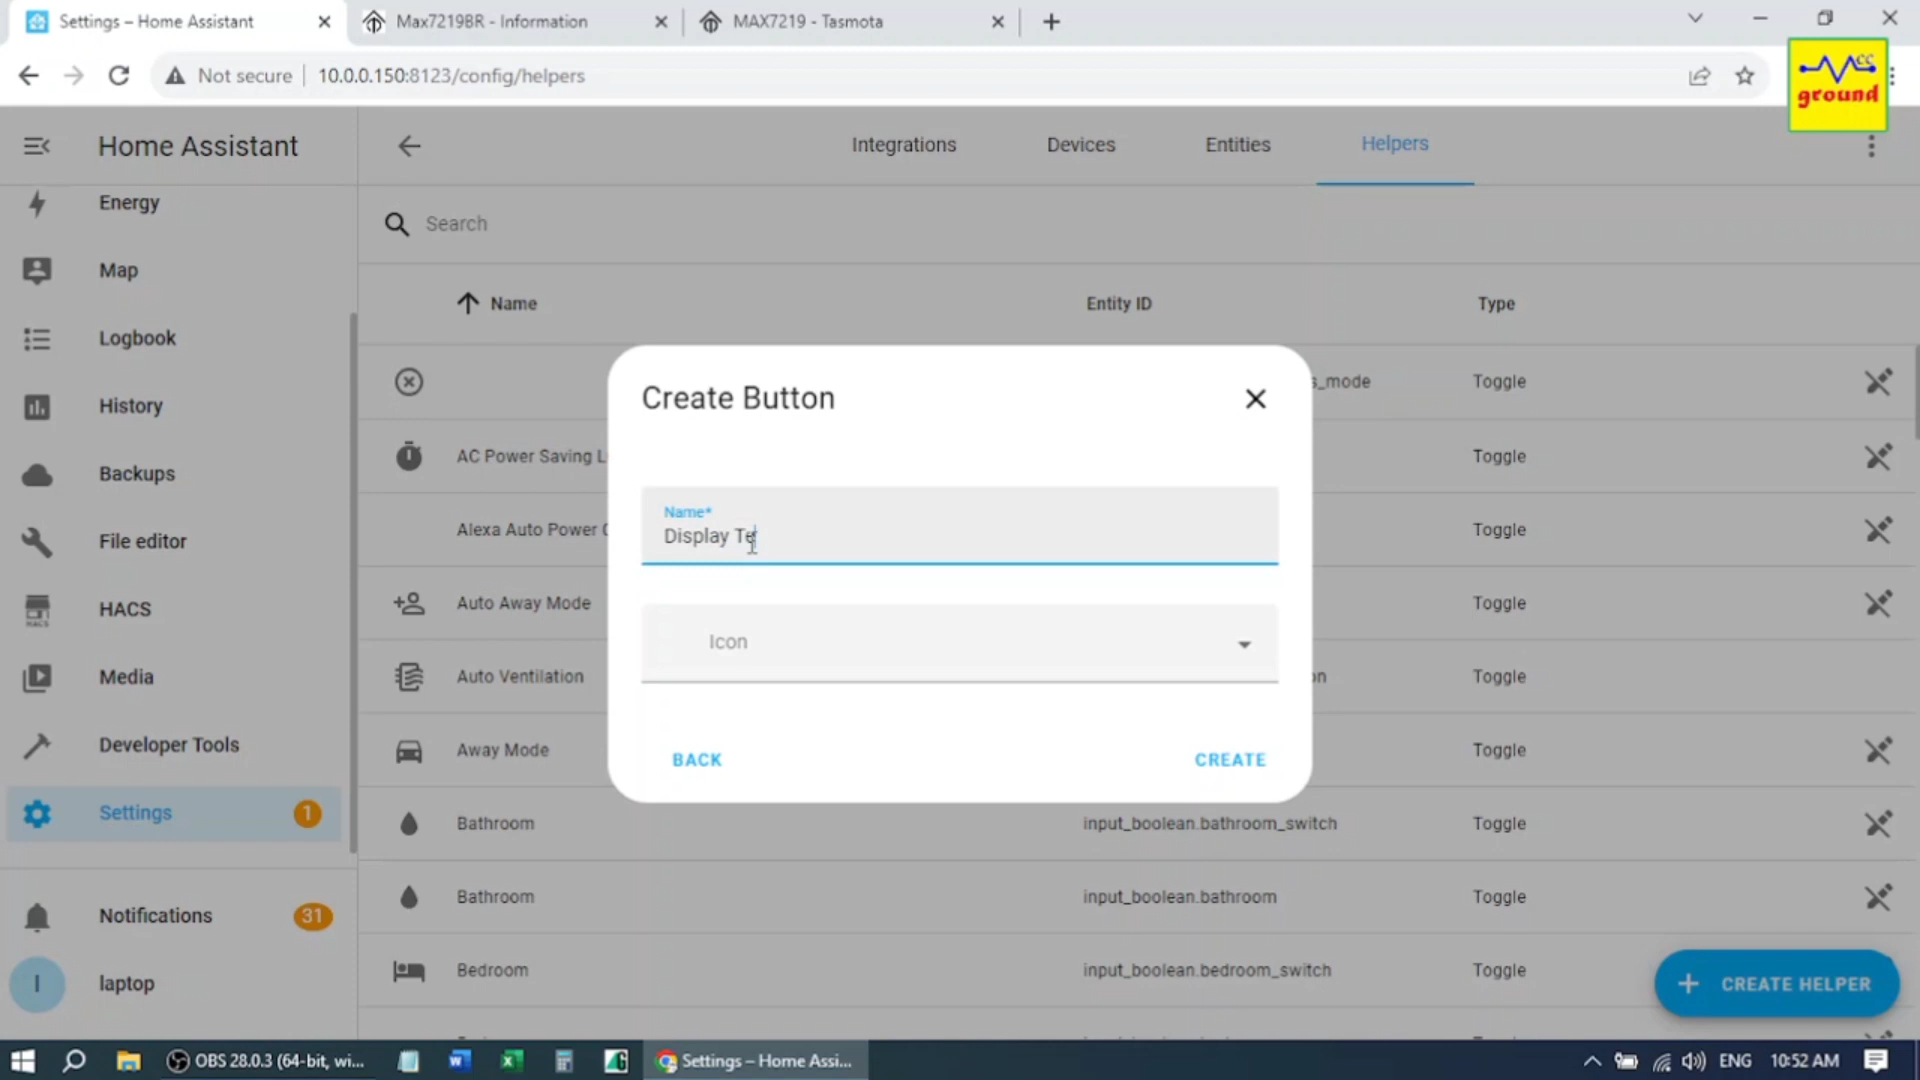 Settings – Home Assistant
Max7219BR - Information
MAX7219 - Tasmota
Not secure
10.0.0.150:8123/config/helpers
CC
ground
Home Assistant
Integrations
Devices
Entities
Helpers
Energy
Map
Logbook
History
Backups
File editor
HACS
Media
Developer Tools
Settings
1
Notifications
31
l
laptop
Search
Name
Entity ID
Type
s_mode
Toggle
AC Power Saving L
Toggle
Alexa Auto Power
Toggle
Auto Away Mode
Toggle
Auto Ventilation
on
Toggle
Away Mode
Toggle
Bathroom
input_boolean.bathroom_switch
Toggle
Bathroom
input_boolean.bathroom
Toggle
Bedroom
input_boolean.bedroom_switch
Toggle
Create Button
Name*
Display Te
Icon
BACK
CREATE
CREATE HELPER
OBS 28.0.3 (64-bit, wi...
Settings – Home Assi...
ENG
10:52 AM